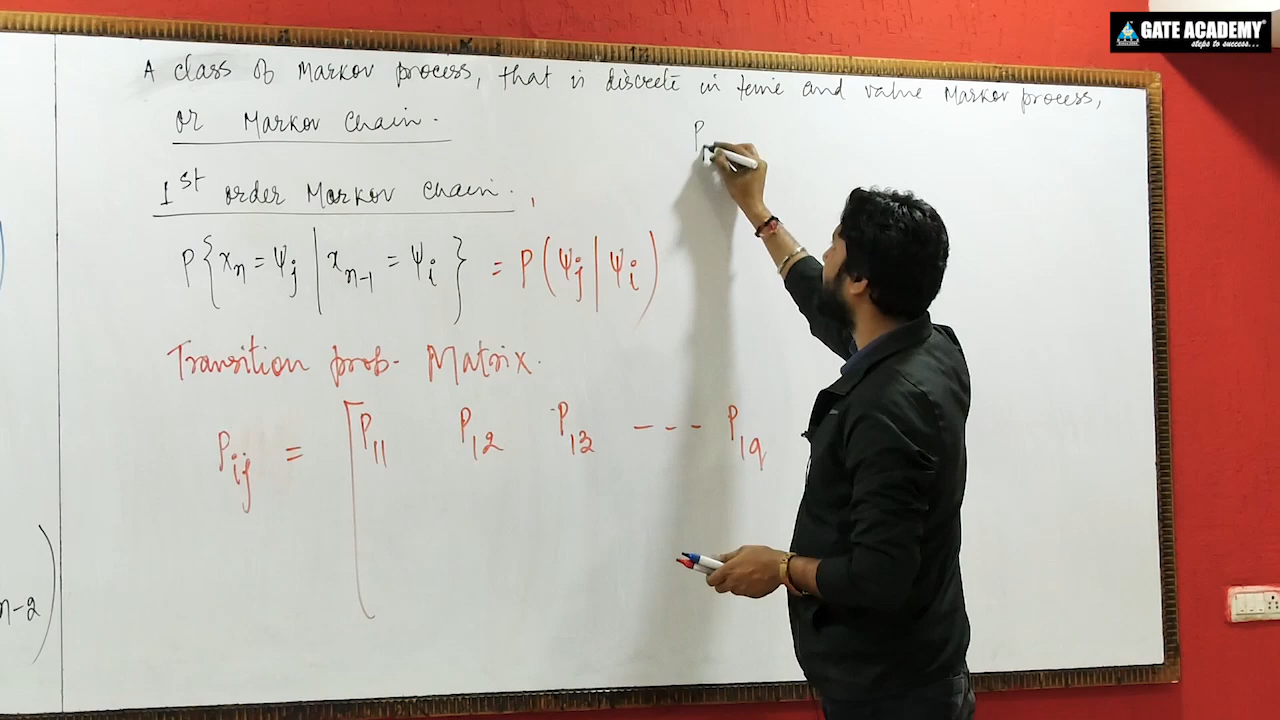 GATE ACADEMY®
steps to success...
A class of Markov process, that is discrete in time and value Markov process,
or Markov chain.
1st order Markov chain.
P{xn = ψj | xn-1 = ψi} = P(ψj | ψi)
Transition prob- Matrix.
Pij = [P11 P12 P13 --- P1q
P
n-2)